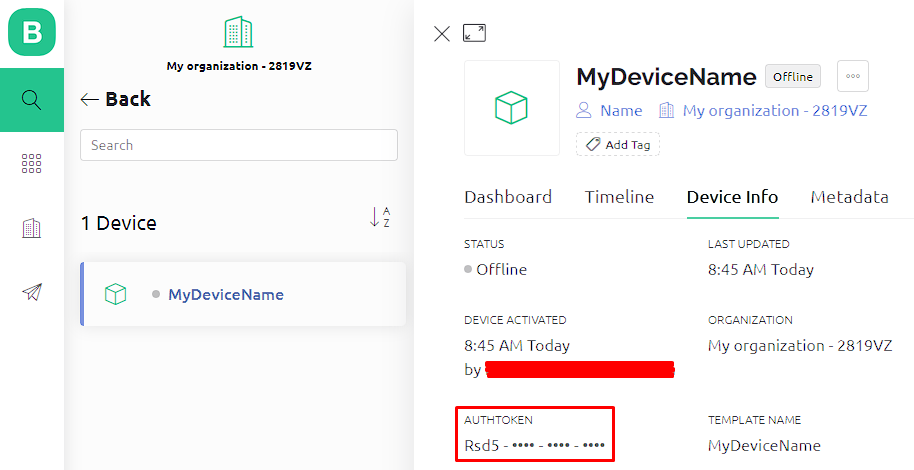 B
My organization - 2819VZ
← Back
Search
1 Device
A
Z
MyDeviceName
MyDeviceName
Offline
Name
My organization - 2819VZ
Add Tag
Dashboard Timeline Device Info Metadata
STATUS
Offline
LAST UPDATED
8:45 AM Today
DEVICE ACTIVATED
8:45 AM Today
by
ORGANIZATION
My organization - 2819VZ
AUTHTOKEN
Rsd5 - •••• - •••• - ••••
TEMPLATE NAME
MyDeviceName